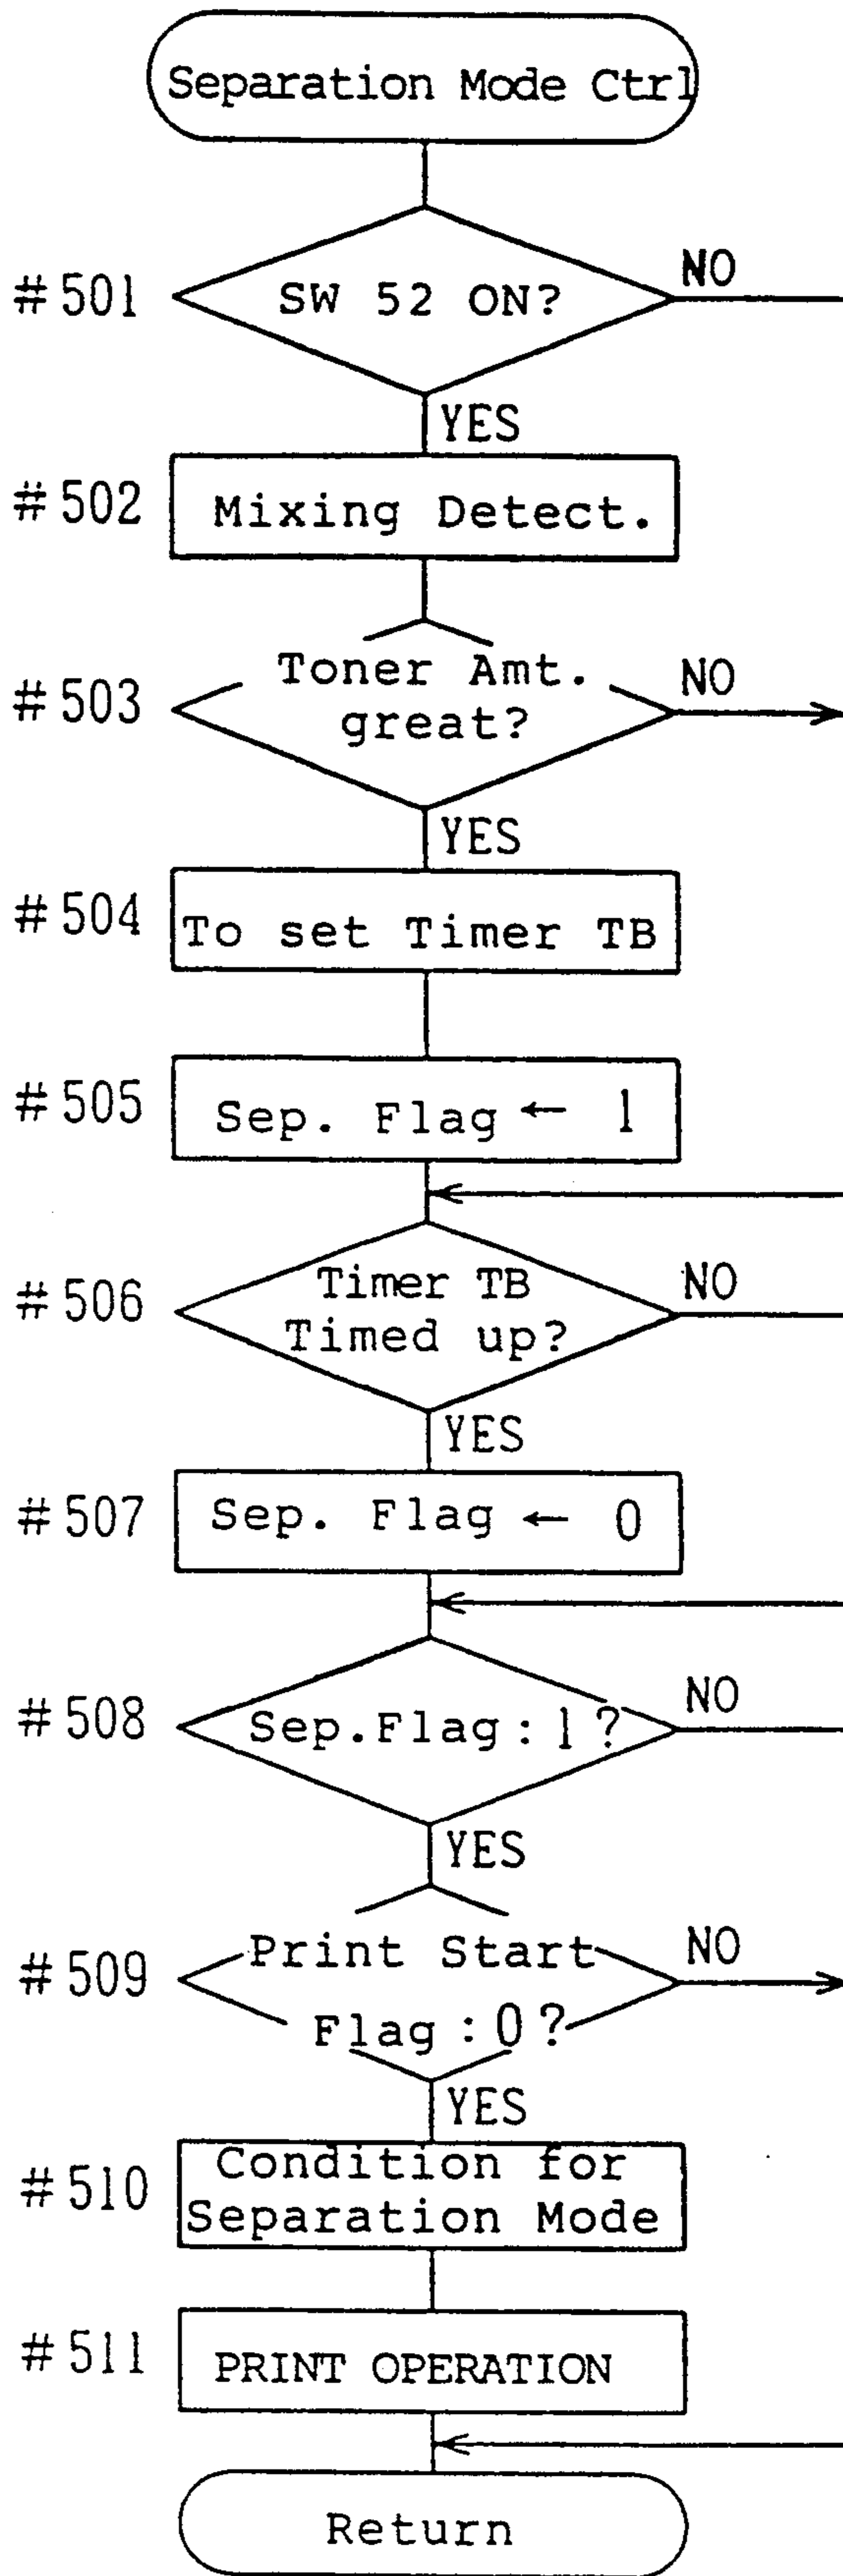 Separation Mode Ctrl
#501
SW 52 ON?
NO
YES
#502
Mixing Detect.
#503
Toner Amt.
great?
NO
YES
#504
To set Timer TB
#505
Sep. Flag ← 1
#506
Timer TB
Timed up?
NO
YES
#507
Sep. Flag ← 0
#508
Sep.Flag:1?
NO
YES
#509
Print Start
Flag:0?
NO
YES
#510
Condition for
Separation Mode
#511
PRINT OPERATION
Return